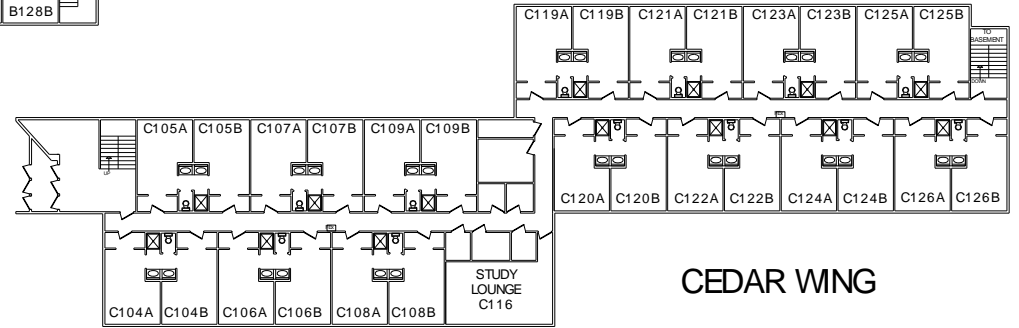 B128B
C119A C119B C121A C121B C123A C123B C125A C125B
TO
BASEMENT
DOWN
C105A C105B C107A C107B C109A C109B
UP
C120A C120B C122A C122B C124A C124B C126A C126B
STUDY
LOUNGE
C116
C104A C104B C106A C106B C108A C108B
CEDAR WING